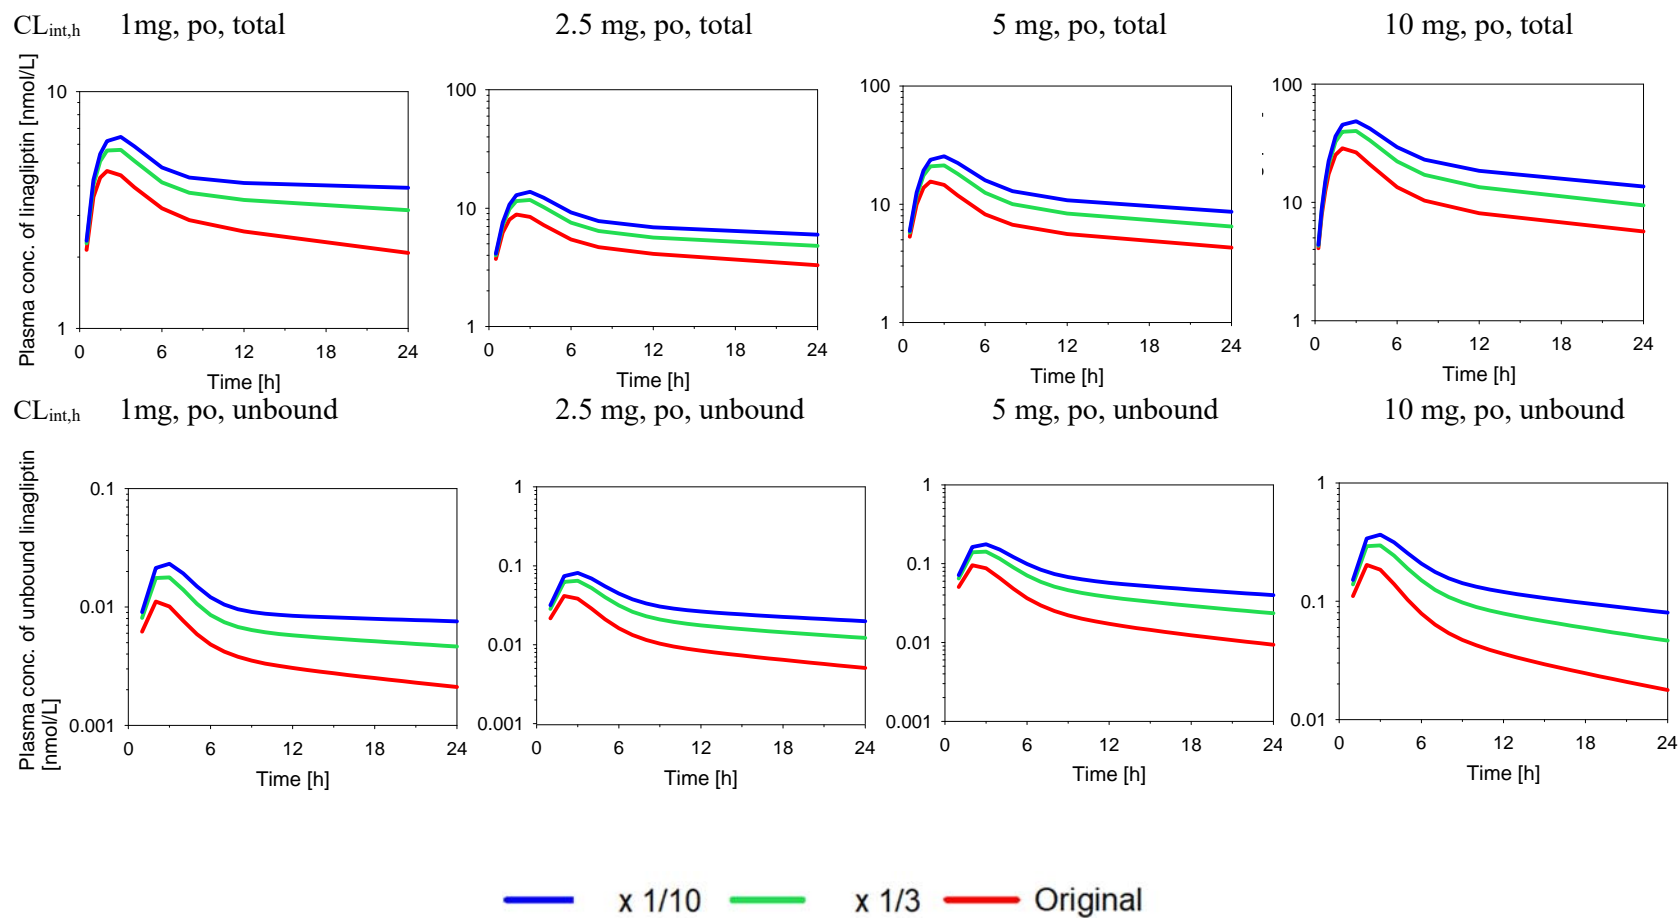 CLint,h 1mg, po, total 2.5 mg, po, total 5 mg, po, total 10 mg, po, total
Plasma conc. of linagliptin [nmol/L]
10
1
0 6 12 18 24
Time [h]
100
10
1
0 6 12 18 24
Time [h]
100
10
1
0 6 12 18 24
Time [h]
100
10
1
0 6 12 18 24
Time [h]
CLint,h 1mg, po, unbound 2.5 mg, po, unbound 5 mg, po, unbound 10 mg, po, unbound
Plasma conc. of unbound linagliptin
[nmol/L]
0.1
0.01
0.001
0 6 12 18 24
Time [h]
1
0.1
0.01
0.001
0 6 12 18 24
Time [h]
1
0.1
0.01
0.001
0 6 12 18 24
Time [h]
1
0.1
0.01
0 6 12 18 24
Time [h]
x 1/10 x 1/3 Original